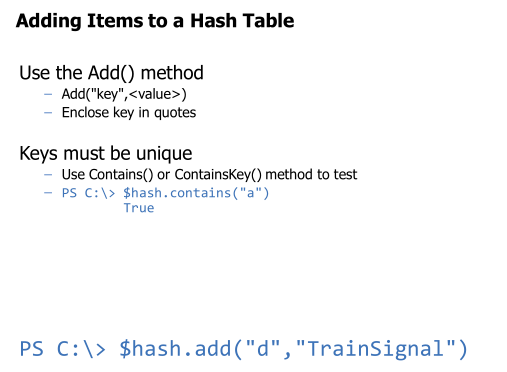 Adding Items to a Hash Table
Use the Add() method
– Add("key",<value>)
– Enclose key in quotes
Keys must be unique
– Use Contains() or ContainsKey() method to test
– PS C:\> $hash.contains("a")
True
PS C:\> $hash.add("d","TrainSignal")